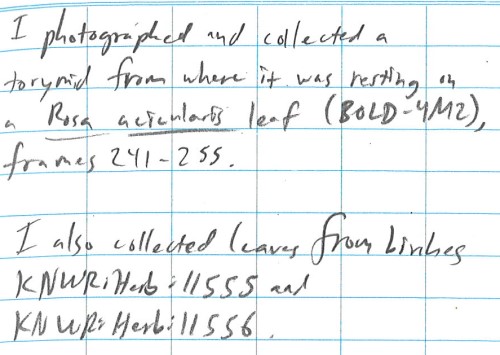 I photographed and collected a
torymid from where it was resting on
a Rosa acicularis leaf (BOLD-4M2),
frames 241-255.
I also collected leaves from
KNWR:Herb:11555 and
KNWR:Herb:11556.